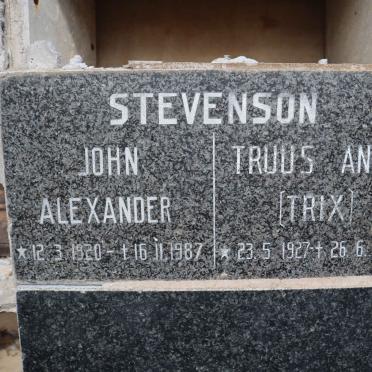 STEVENSON
JOHN
ALEXANDER
* 12.3.1920 - † 16.11.1987
TRUUS AN
(TRIX)
* 23.5.1927 - † 26.6